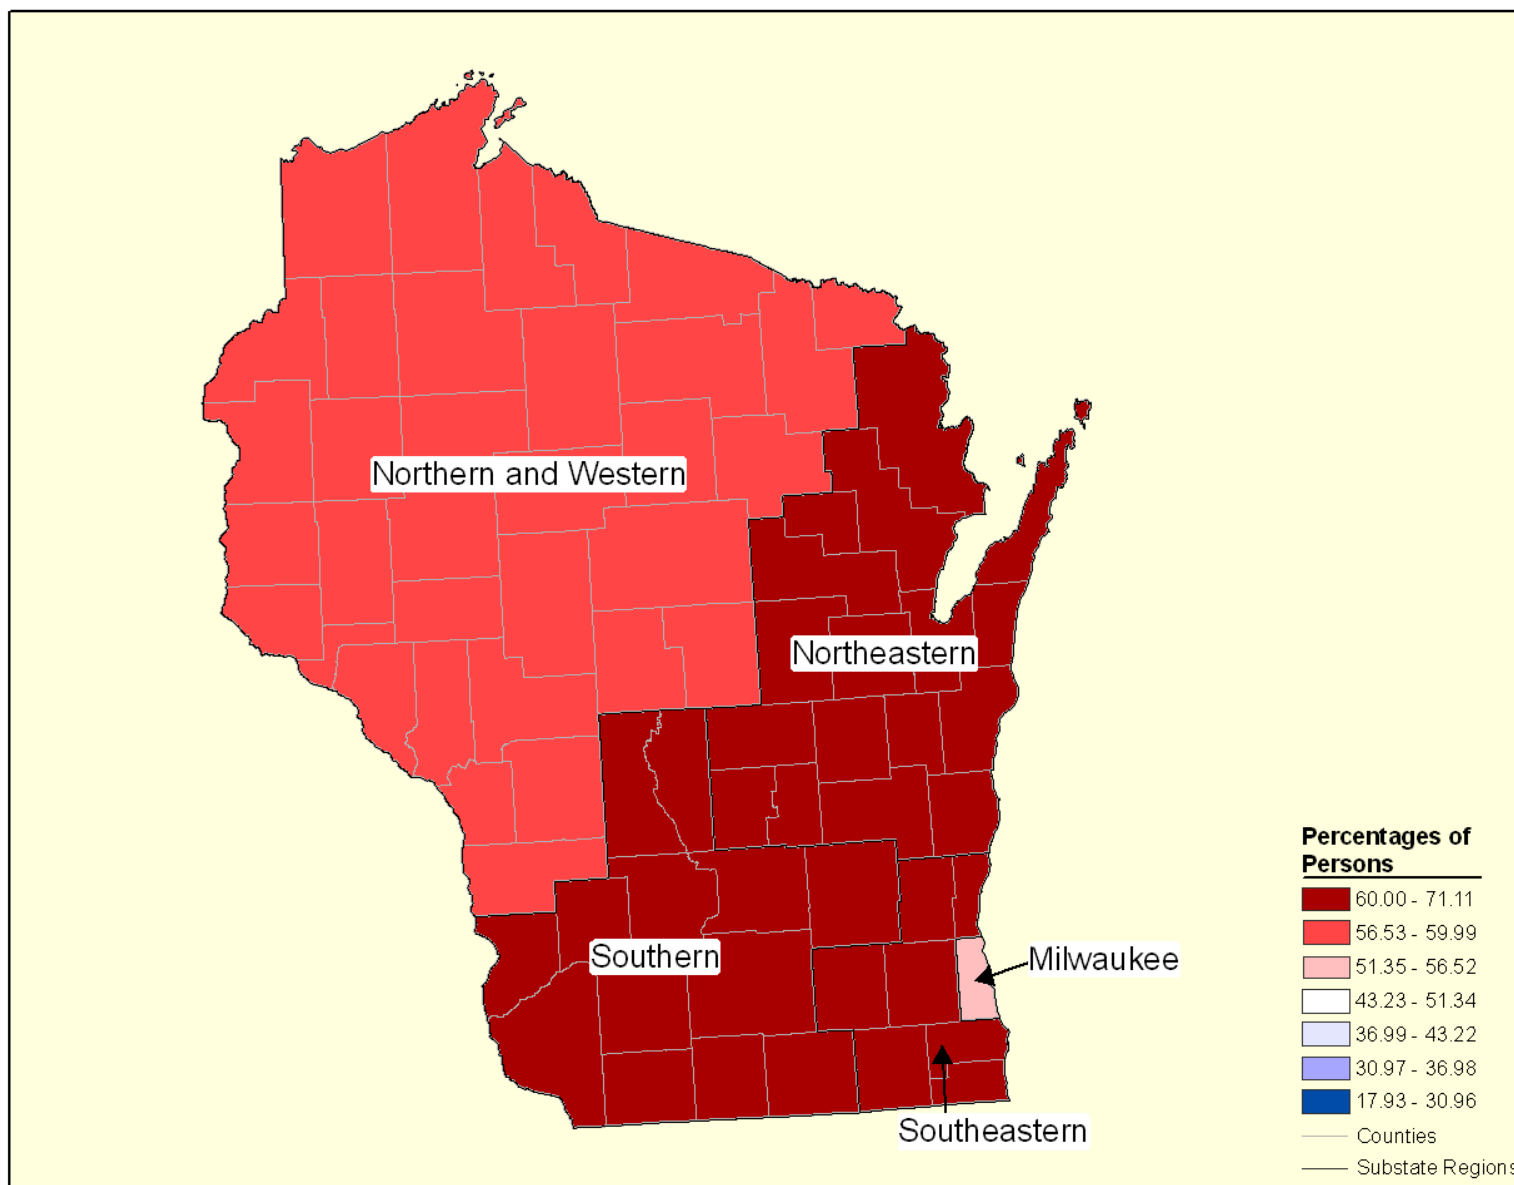 Northern and Western
Northeastern
Southern
Milwaukee
Southeastern
Percentages of
Persons
60.00 - 71.11
56.53 - 59.99
51.35 - 56.52
43.23 - 51.34
36.99 - 43.22
30.97 - 36.98
17.93 - 30.96
Counties
Substate Regions